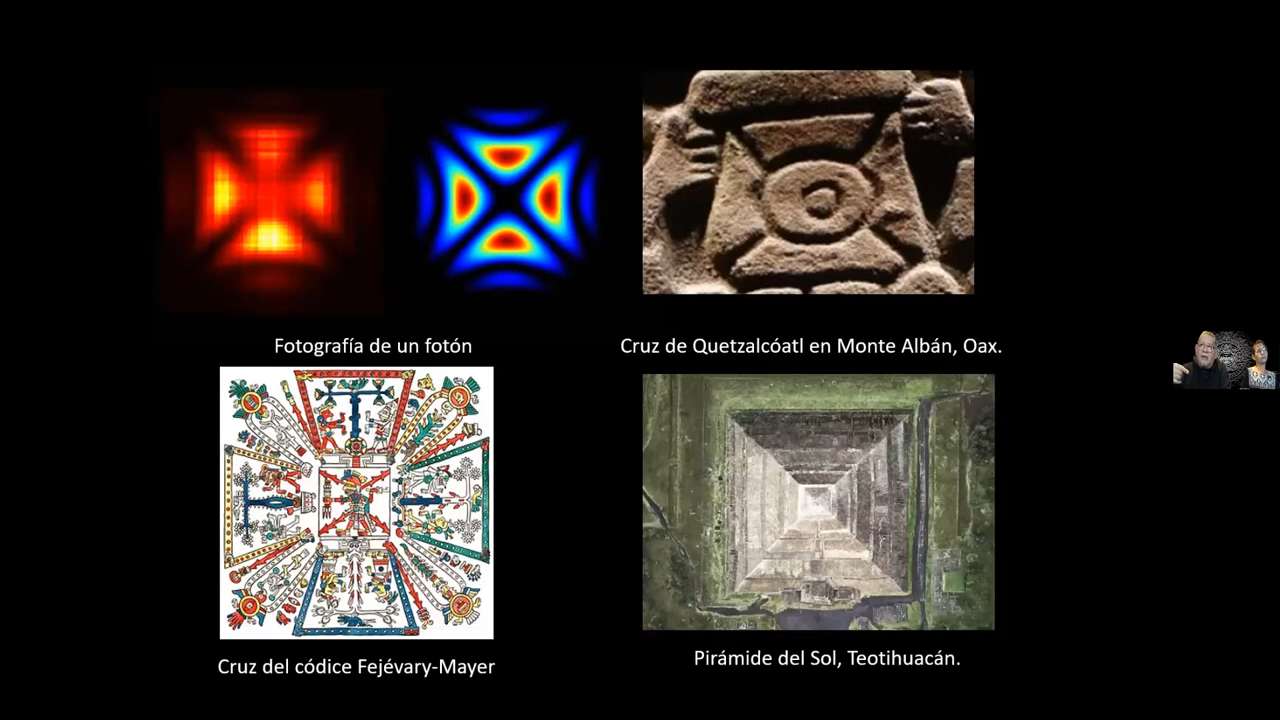 Fotografía de un fotón
Cruz de Quetzalcóatl en Monte Albán, Oax.
Cruz del códice Fejévary-Mayer
Pirámide del Sol, Teotihuacán.